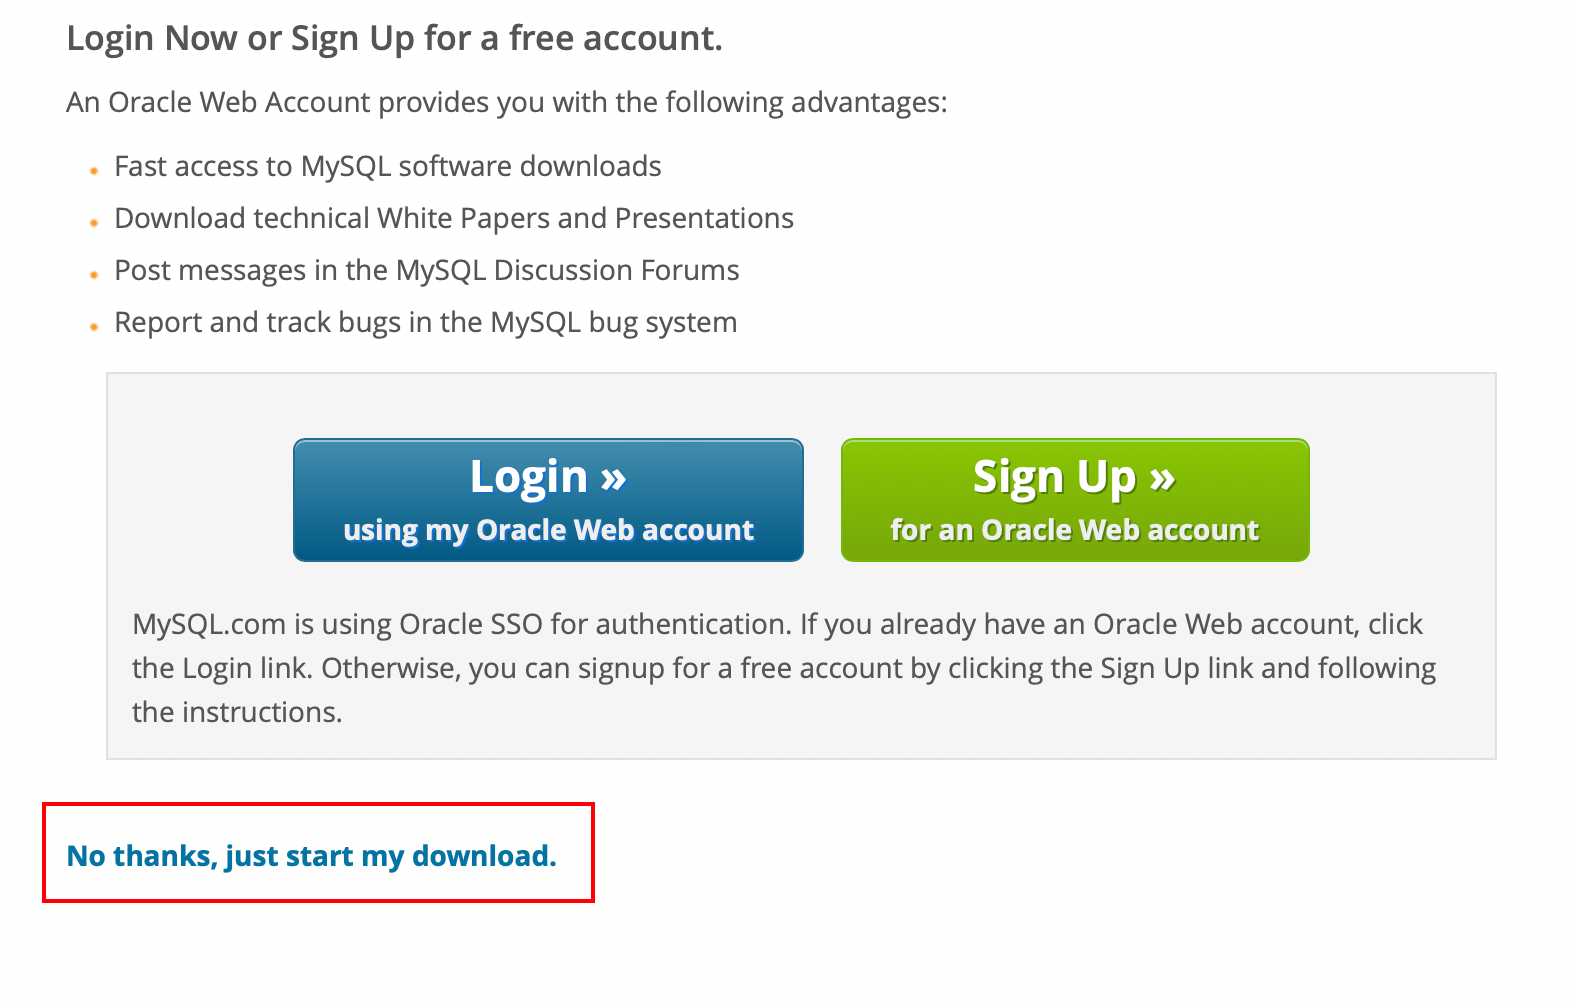 Login Now or Sign Up for a free account.
An Oracle Web Account provides you with the following advantages:
Fast access to MySQL software downloads
Download technical White Papers and Presentations
Post messages in the MySQL Discussion Forums
Report and track bugs in the MySQL bug system
Login »
using my Oracle Web account
Sign Up »
for an Oracle Web account
MySQL.com is using Oracle SSO for authentication. If you already have an Oracle Web account, click
the Login link. Otherwise, you can signup for a free account by clicking the Sign Up link and following
the instructions.
No thanks, just start my download.